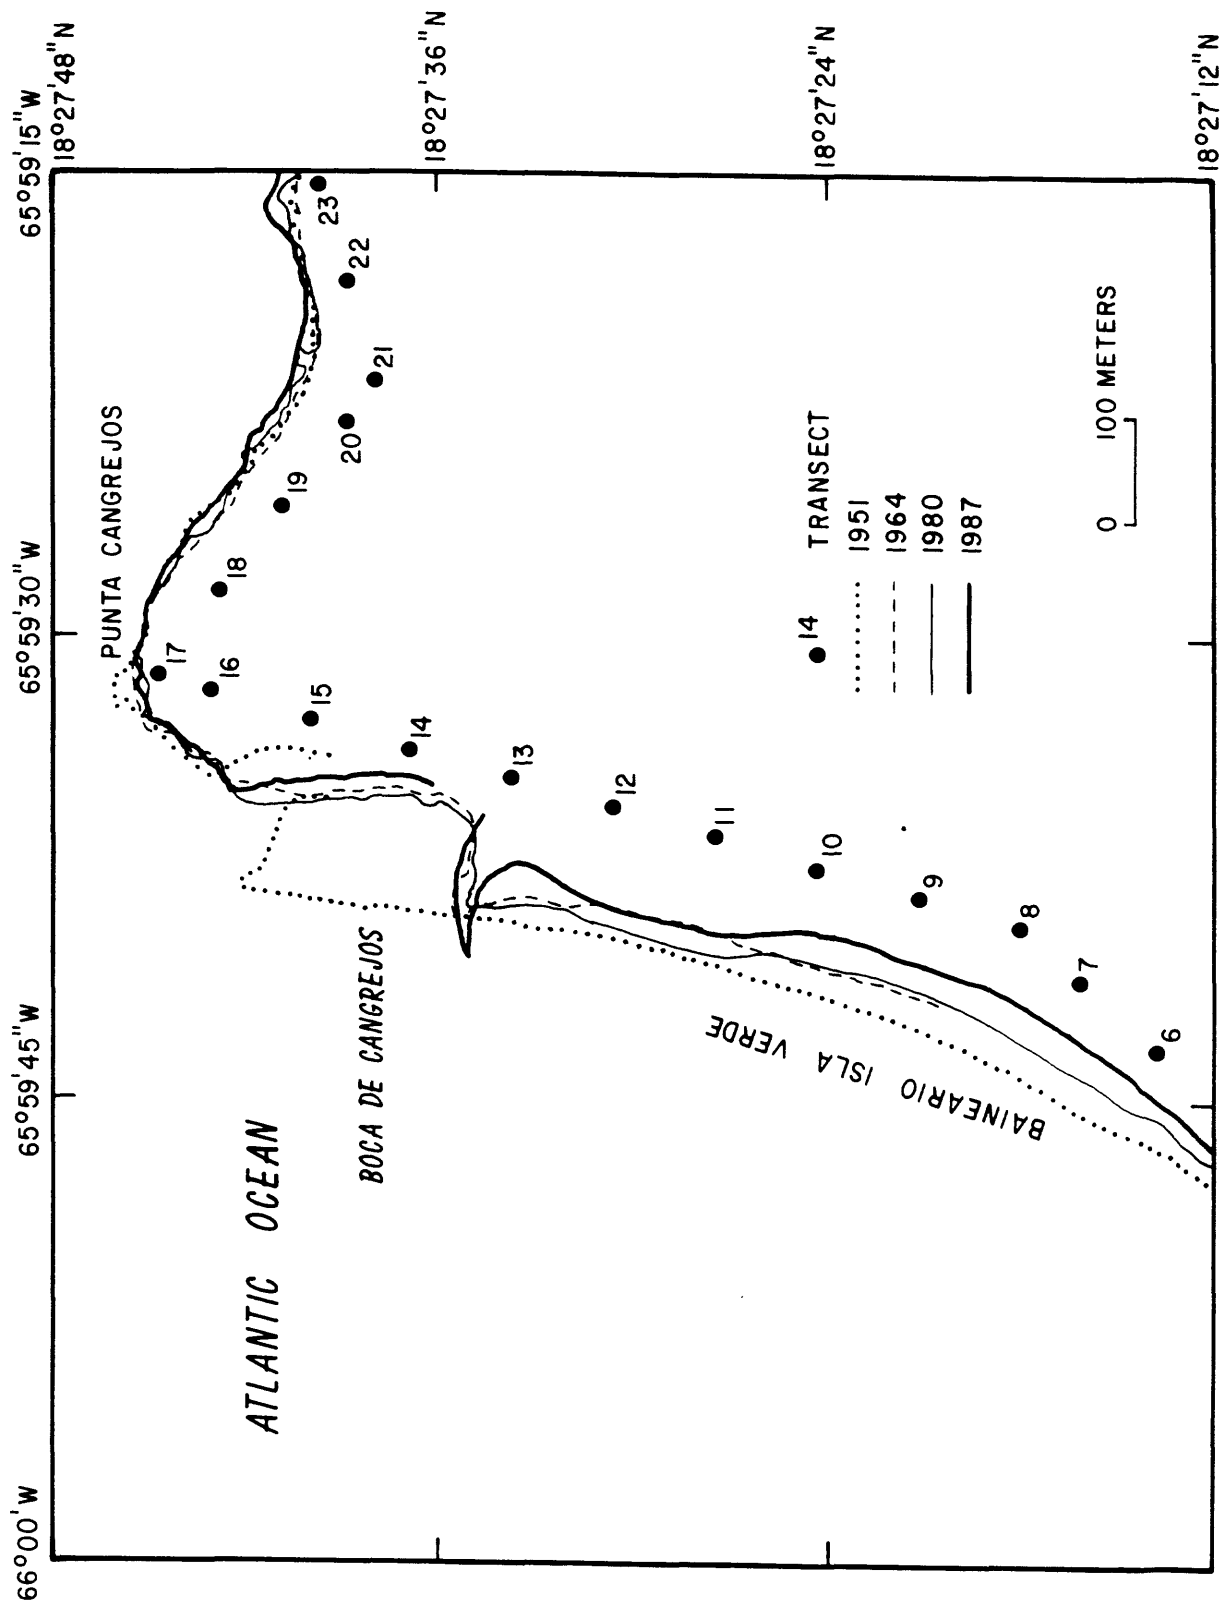 66°00'W
65°59'45"W
65°59'30"W
65°59'15"W
18°27'48"N
18°27'36"N
18°27'24"N
18°27'12"N
PUNTA CANGREJOS
ATLANTIC OCEAN
BOCA DE CANGREJOS
BALNEARIO ISLA VERDE
23
22
21
20
19
18
17
16
15
14
13
12
11
10
9
8
7
6
14 TRANSECT
1951
1964
1980
1987
0 100 METERS